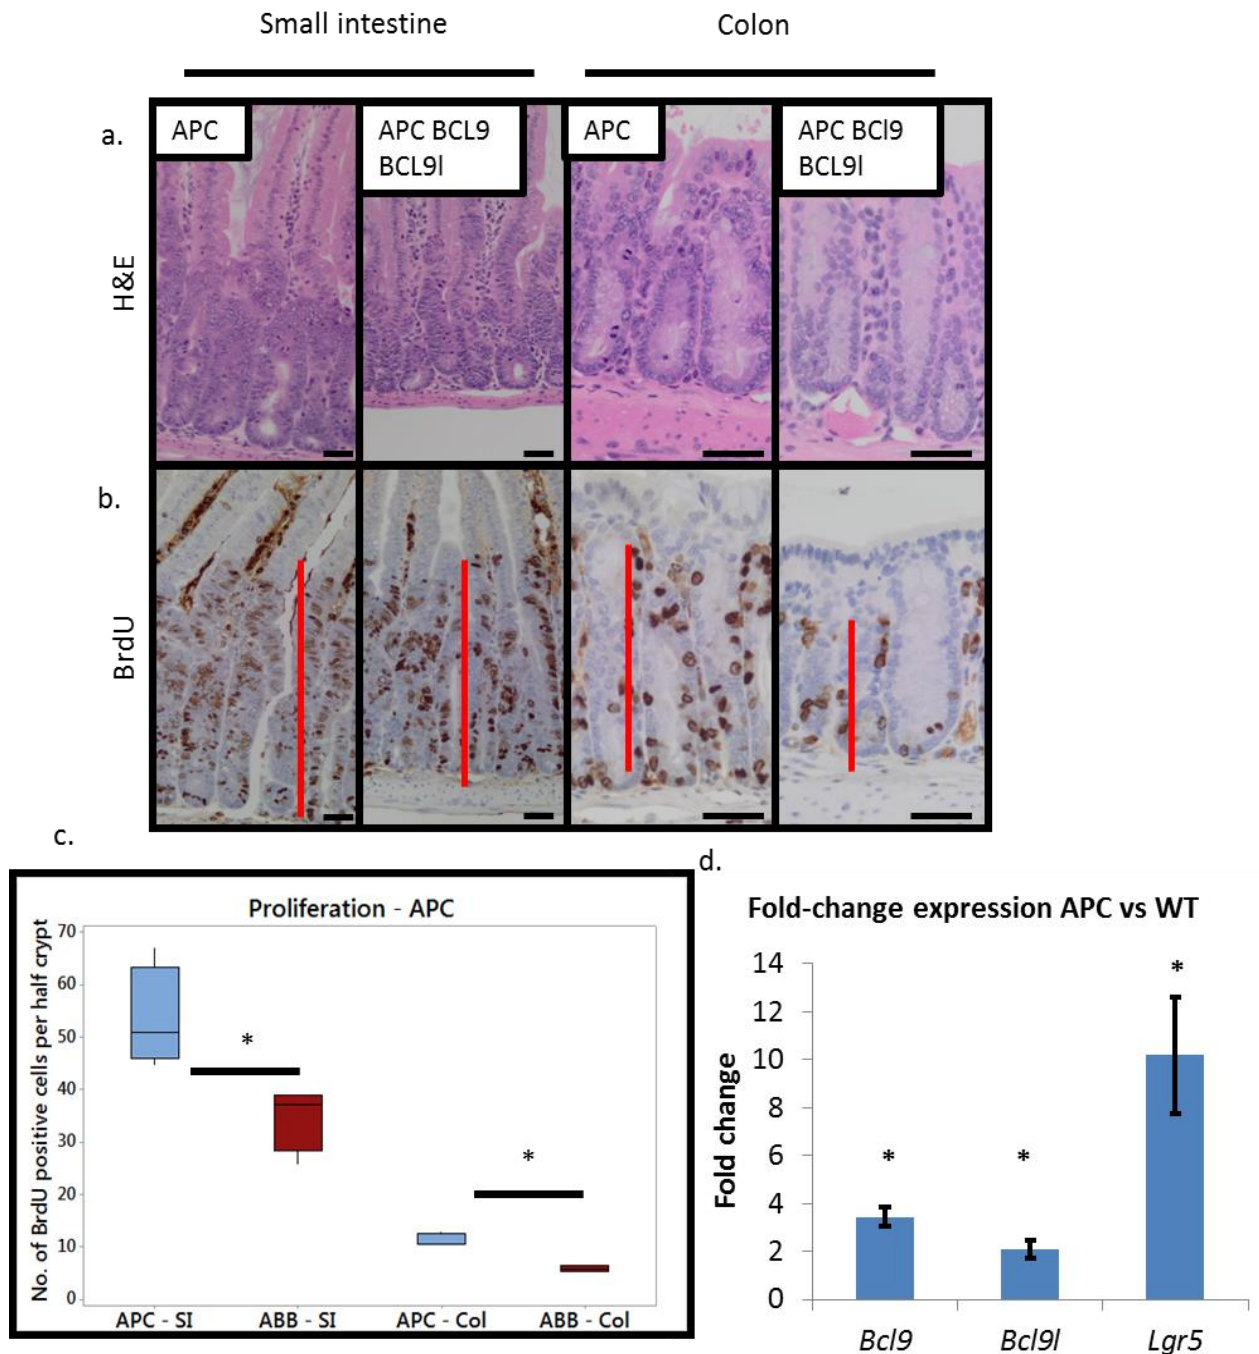 Small intestine
Colon
a.
APC
APC BCL9
BCL9l
APC
APC BCl9
BCL9l
H&E
b.
BrdU
c.
Proliferation - APC
No. of BrdU positive cells per half crypt
70
60
50
40
30
20
10
0
*
*
APC - SI
ABB - SI
APC - Col
ABB - Col
d.
Fold-change expression APC vs WT
Fold change
14
12
10
8
6
4
2
0
*
*
*
Bcl9
Bcl9l
Lgr5